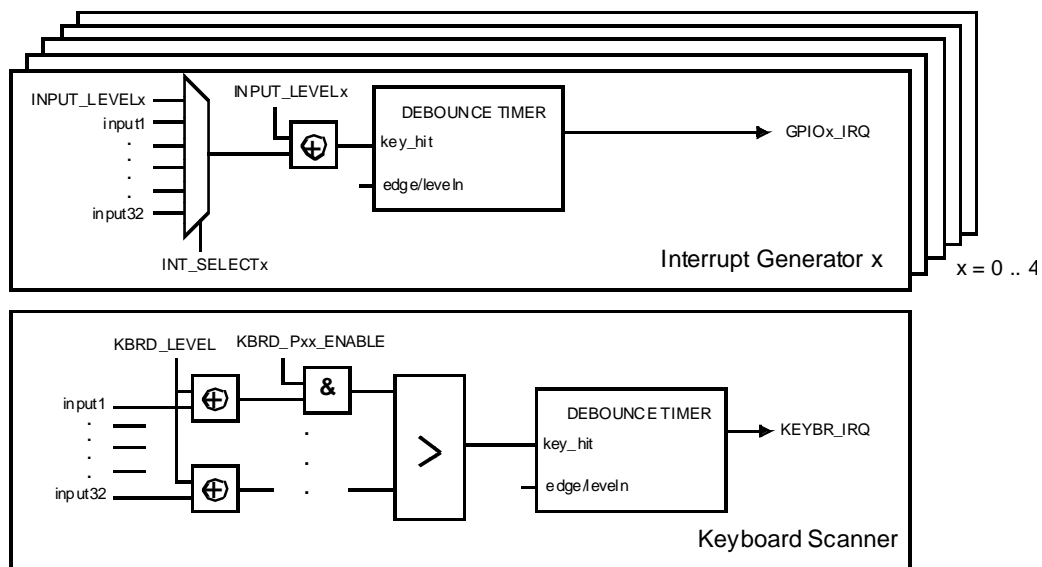 INPUT_LEVELx
input1
.
.
.
input32
INT_SELECTx
INPUT_LEVELx
DEBOUNCE TIMER
key_hit
edge/leveln
GPIOx_IRQ
Interrupt Generator x
x = 0 .. 4
KBRD_LEVEL
KBRD_Pxx_ENABLE
&
input1
.
.
.
.
input32
.
.
.
>
DEBOUNCE TIMER
key_hit
edge/leveln
KEYBR_IRQ
Keyboard Scanner